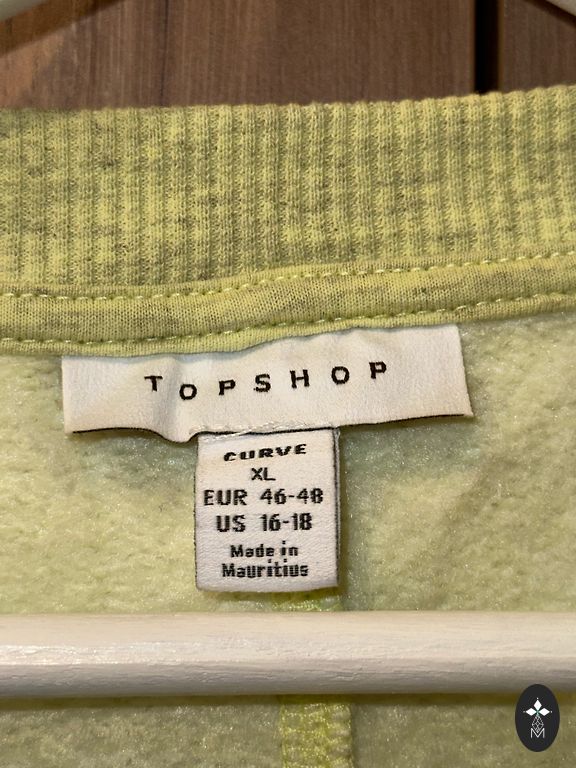 TOPSHOP
CURVE
XL
EUR 46-48
US 16-18
Made in
Mauritius
M